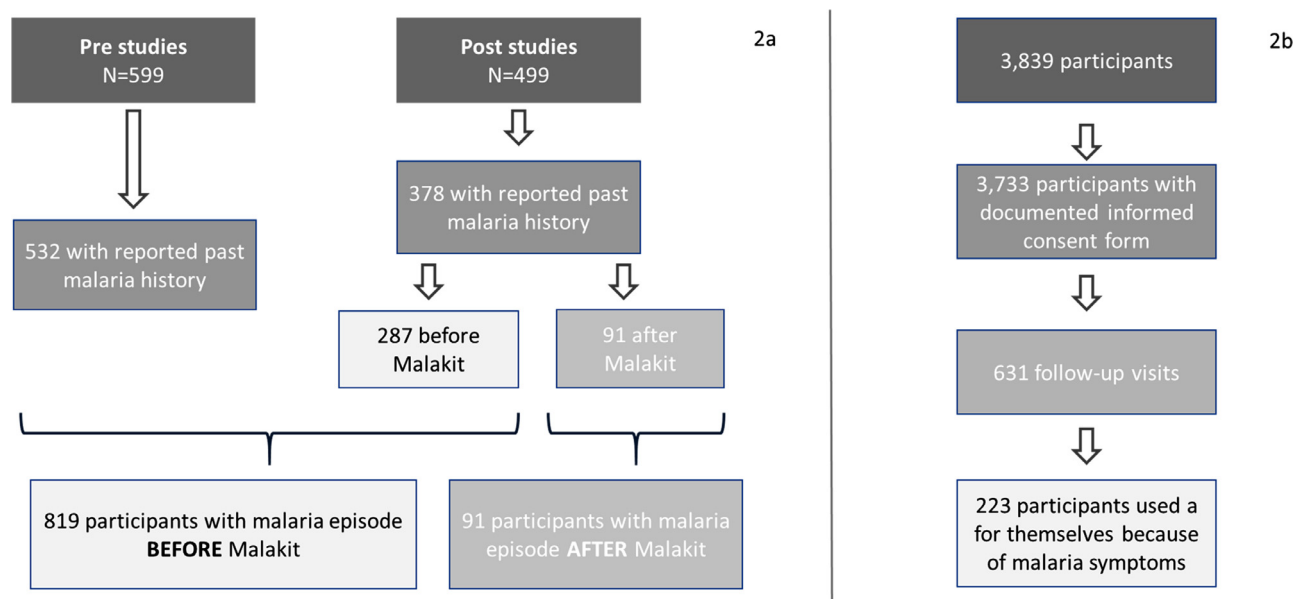 Pre studies
N=599
Post studies
N=499
2a
532 with reported past
malaria history
378 with reported past
malaria history
287 before
Malakit
91 after
Malakit
819 participants with malaria episode
BEFORE Malakit
91 participants with malaria
episode AFTER Malakit
2b
3,839 participants
3,733 participants with
documented informed
consent form
631 follow-up visits
223 participants used a
for themselves because
of malaria symptoms